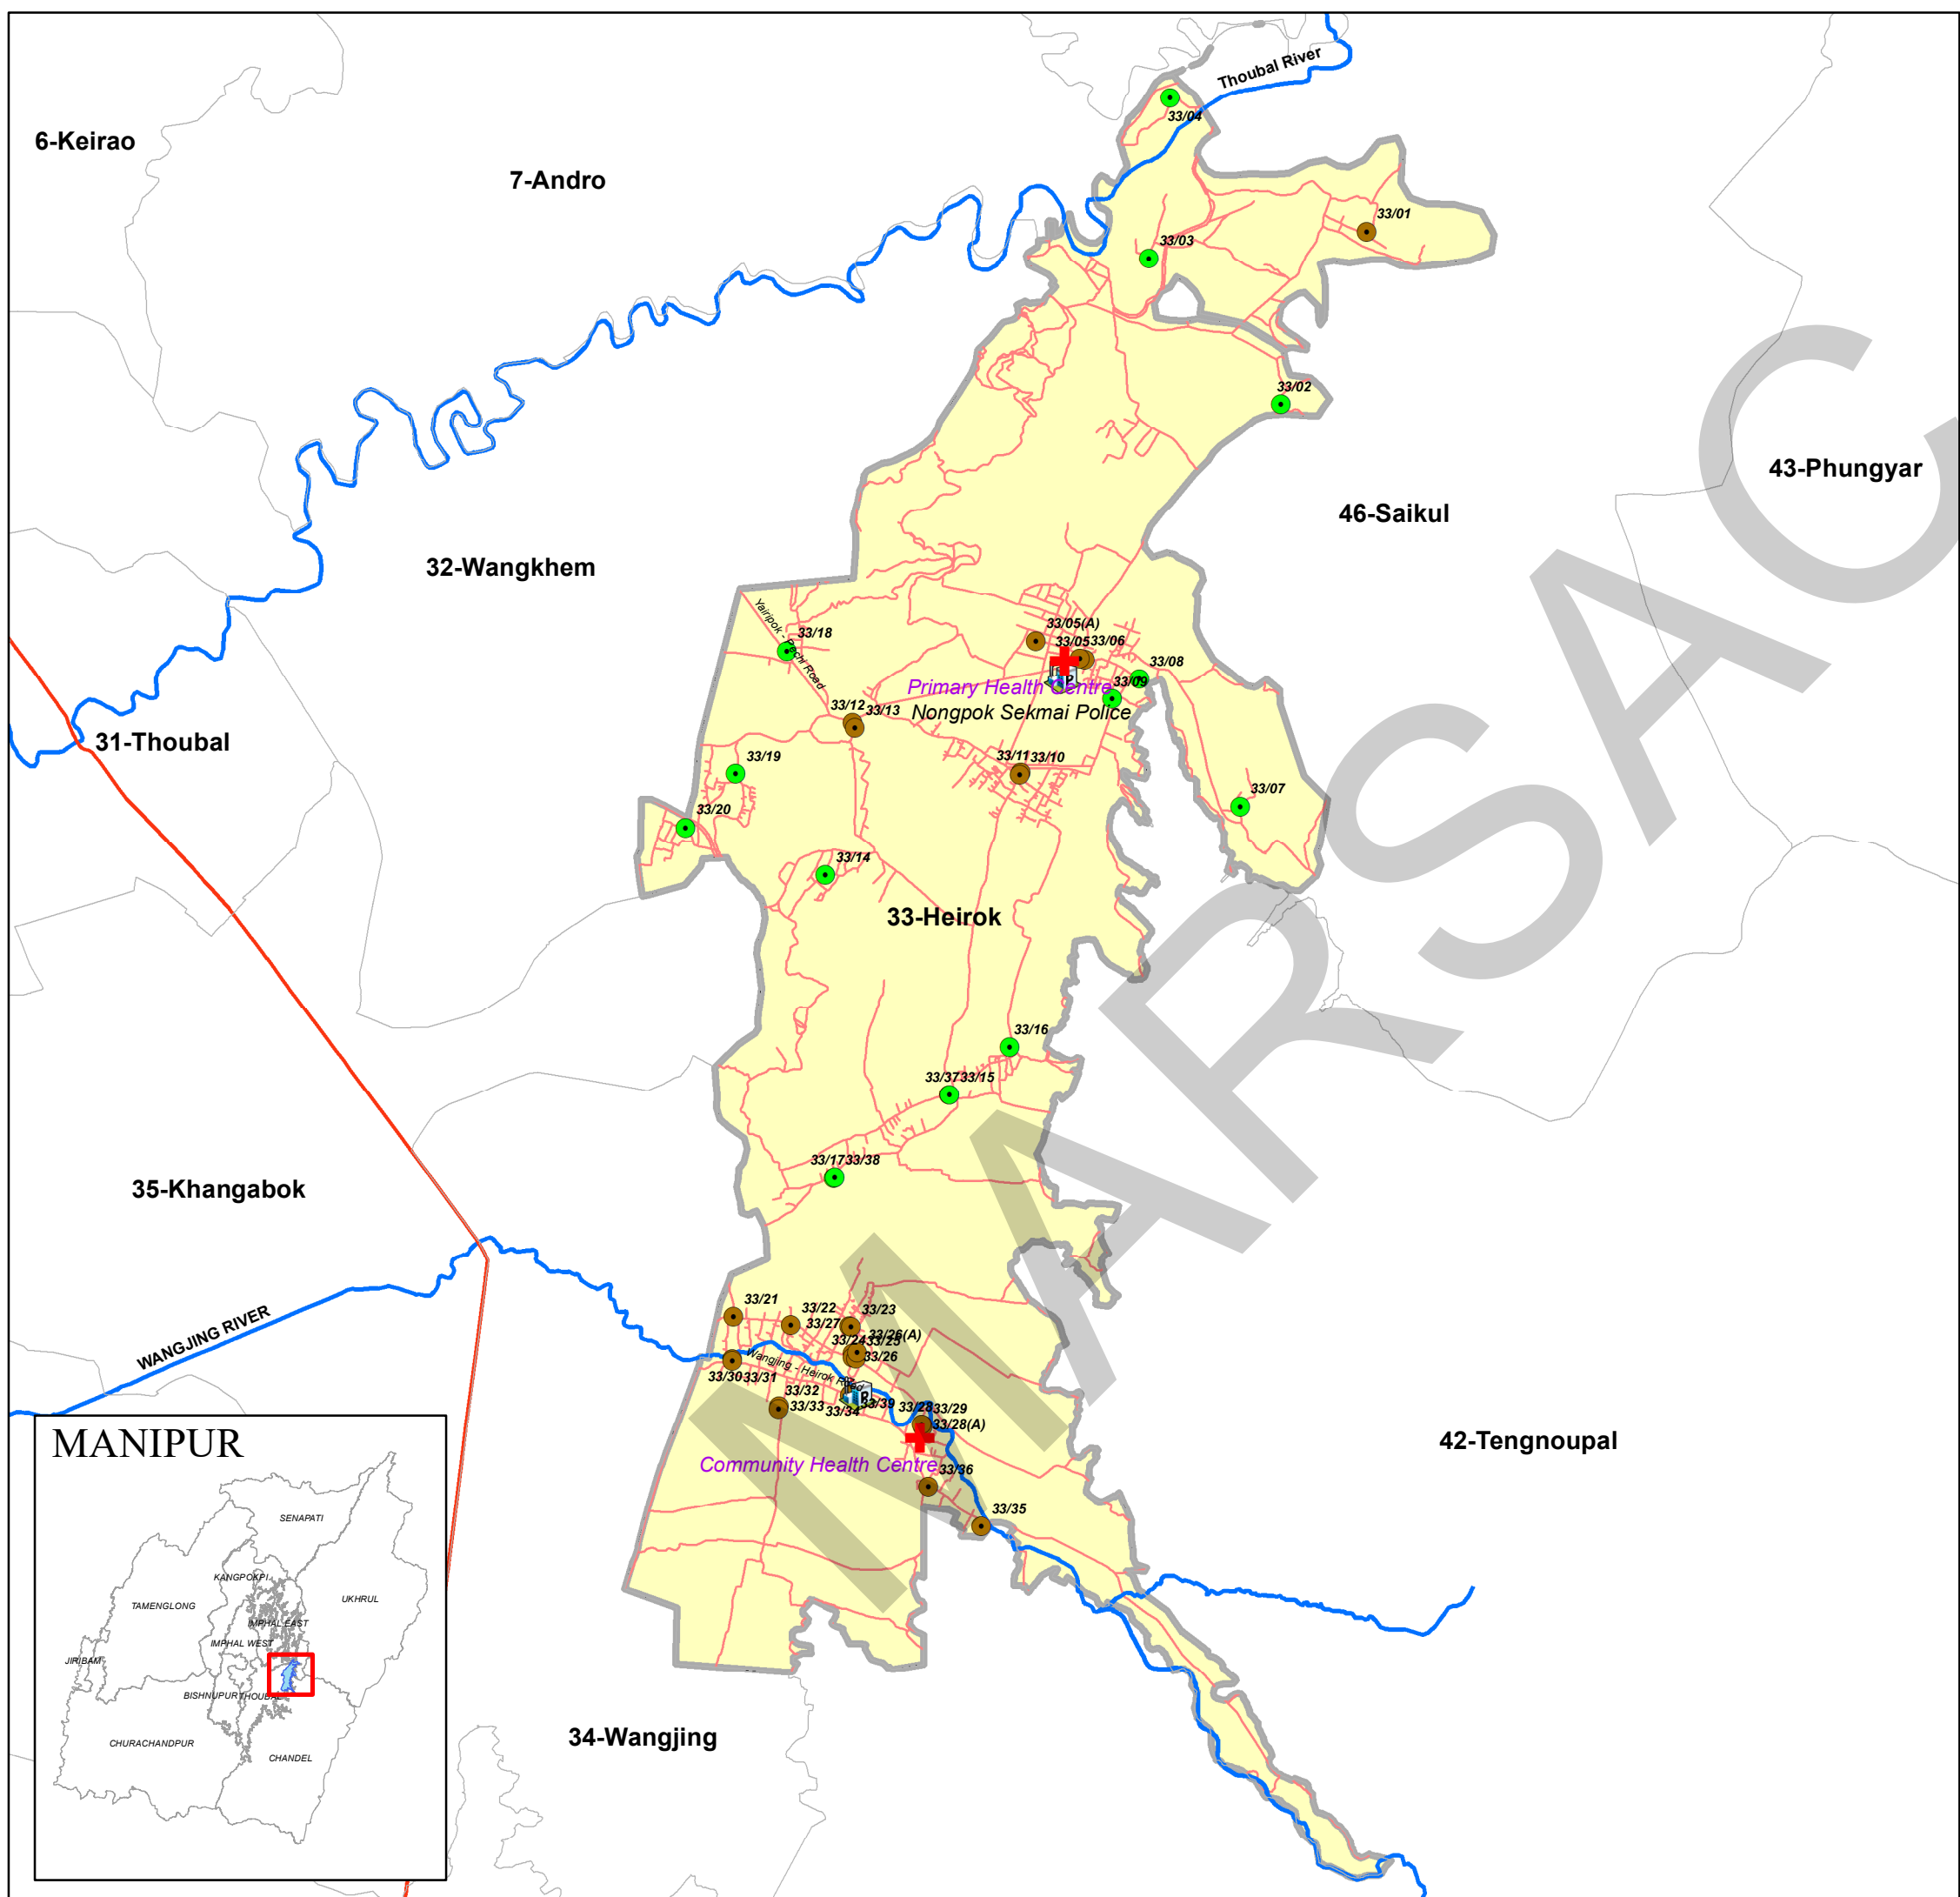 Thoubal River
33/04
6-Keirao
7-Andro
33/01
33/03
33/02
43-Phungyar
46-Saikul
32-Wangkhem
Yairipok - Pechi Road
33/18
33/05(A)
33/05
33/06
33/08
33/09
Primary Health Centre
Nongpok Sekmai Police
33/12
33/13
31-Thoubal
33/11
33/10
33/19
33/07
33/20
33/14
33-Heirok
33/16
33/37
33/15
33/17
33/38
35-Khangabok
WANGJING RIVER
33/21
33/22
33/23
33/27
33/26(A)
33/24
33/25
33/26
Wangjing - Heirok Road
33/30
33/31
33/32
33/33
33/34
33/39
33/28
33/29
33/28(A)
Community Health Centre
33/36
33/35
42-Tengnoupal
34-Wangjing
MARSAC
MANIPUR
SENAPATI
KANGPOKPI
TAMENGLONG
UKHRUL
IMPHAL EAST
IMPHAL WEST
JIRIBAM
BISHNUPUR
THOUBAL
CHURACHANDPUR
CHANDEL